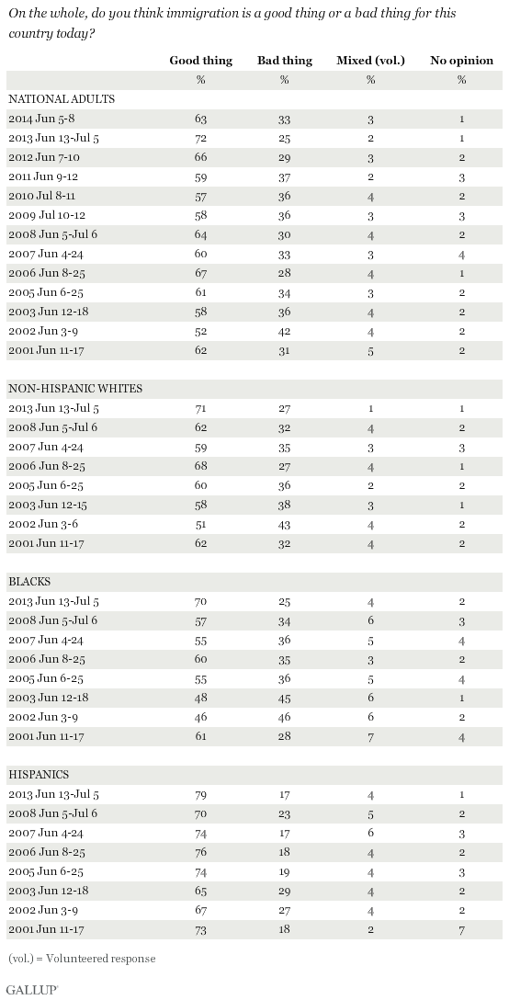 On the whole, do you think immigration is a good thing or a bad thing for this
country today?
Good thing Bad thing Mixed (vol.) No opinion
% % % %
NATIONAL ADULTS
2014 Jun 5-8 63 33 3 1
2013 Jun 13-Jul 5 72 25 2 1
2012 Jun 7-10 66 29 3 2
2011 Jun 9-12 59 37 2 3
2010 Jul 8-11 57 36 4 2
2009 Jul 10-12 58 36 3 3
2008 Jun 5-Jul 6 64 30 4 2
2007 Jun 4-24 60 33 3 4
2006 Jun 8-25 67 28 4 1
2005 Jun 6-25 61 34 3 2
2003 Jun 12-18 58 36 4 2
2002 Jun 3-9 52 42 4 2
2001 Jun 11-17 62 31 5 2
NON-HISPANIC WHITES
2013 Jun 13-Jul 5 71 27 1 1
2008 Jun 5-Jul 6 62 32 4 2
2007 Jun 4-24 59 35 3 3
2006 Jun 8-25 68 27 4 1
2005 Jun 6-25 60 36 2 2
2003 Jun 12-15 58 38 3 1
2002 Jun 3-6 51 43 4 2
2001 Jun 11-17 62 32 4 2
BLACKS
2013 Jun 13-Jul 5 70 25 4 2
2008 Jun 5-Jul 6 57 34 6 3
2007 Jun 4-24 55 36 5 4
2006 Jun 8-25 60 35 3 2
2005 Jun 6-25 55 36 5 4
2003 Jun 12-18 48 45 6 1
2002 Jun 3-9 46 46 6 2
2001 Jun 11-17 61 28 7 4
HISPANICS
2013 Jun 13-Jul 5 79 17 4 1
2008 Jun 5-Jul 6 70 23 5 2
2007 Jun 4-24 74 17 6 3
2006 Jun 8-25 76 18 4 2
2005 Jun 6-25 74 19 4 3
2003 Jun 12-18 65 29 4 2
2002 Jun 3-9 67 27 4 2
2001 Jun 11-17 73 18 2 7
(vol.) = Volunteered response
GALLUP